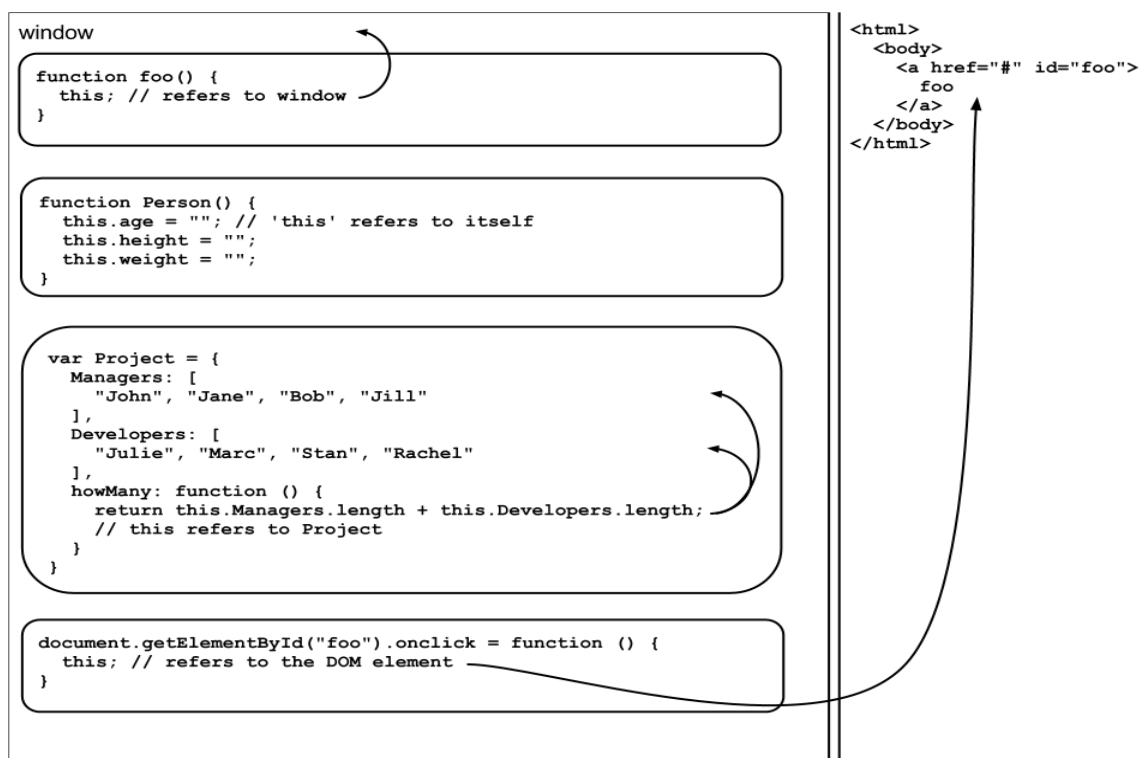 window
function foo() {
  this; // refers to window
}
function Person() {
  this.age = ""; // 'this' refers to itself
  this.height = "";
  this.weight = "";
}
var Project = {
  Managers: [
    "John", "Jane", "Bob", "Jill"
  ],
  Developers: [
    "Julie", "Marc", "Stan", "Rachel"
  ],
  howMany: function () {
    return this.Managers.length + this.Developers.length;
    // this refers to Project
  }
}
document.getElementById("foo").onclick = function () {
  this; // refers to the DOM element
}
<html>
  <body>
    <a href="#" id="foo">
      foo
    </a>
  </body>
</html>